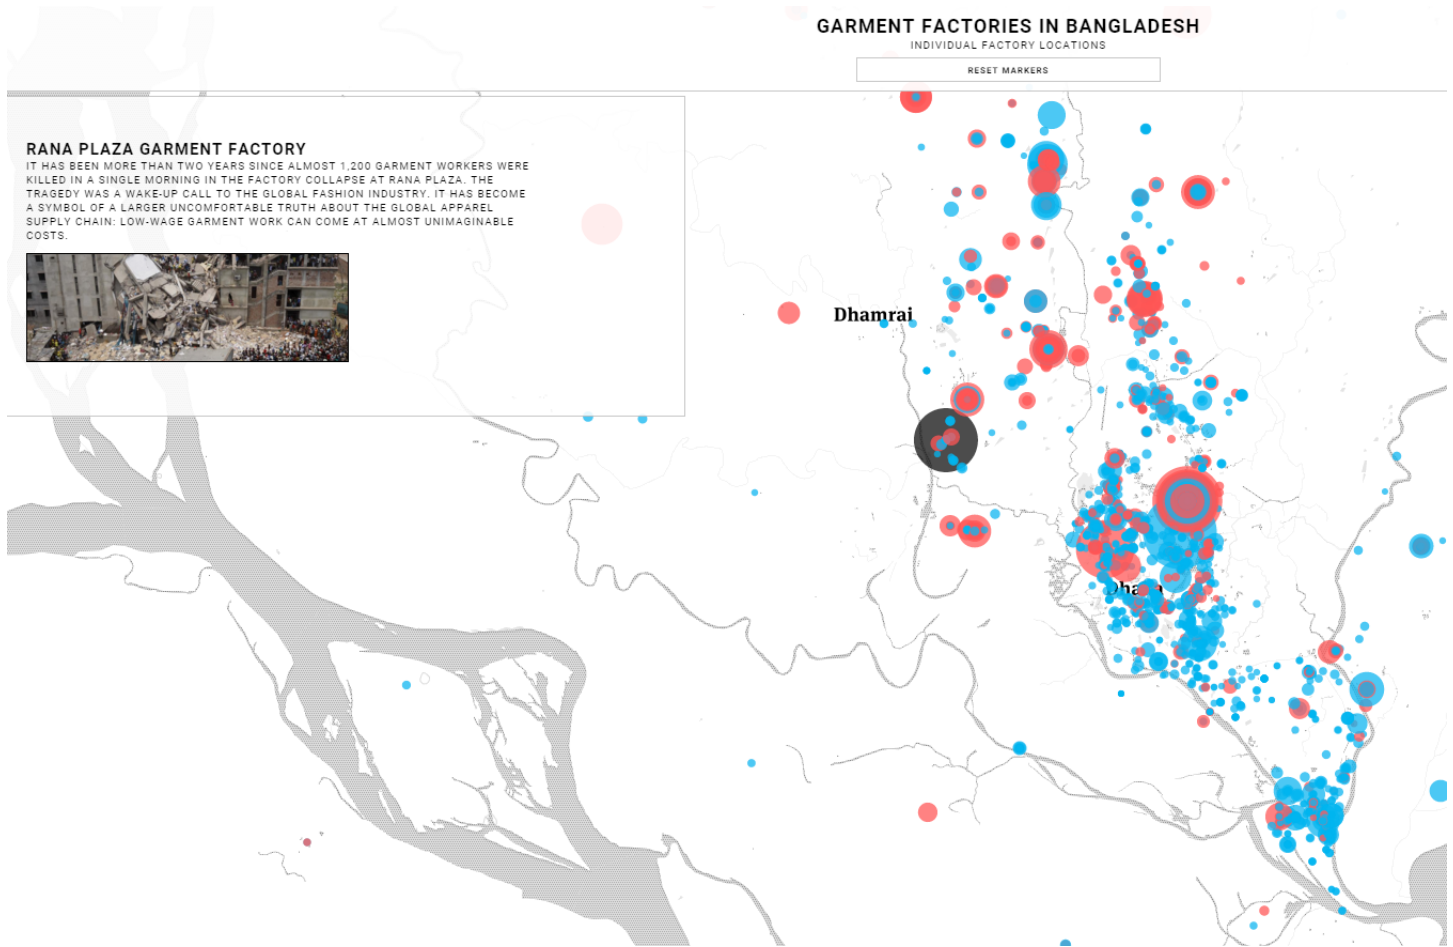 GARMENT FACTORIES IN BANGLADESH
INDIVIDUAL FACTORY LOCATIONS
RESET MARKERS
RANA PLAZA GARMENT FACTORY
IT HAS BEEN MORE THAN TWO YEARS SINCE ALMOST 1,200 GARMENT WORKERS WERE
KILLED IN A SINGLE MORNING IN THE FACTORY COLLAPSE AT RANA PLAZA. THE
TRAGEDY WAS A WAKE-UP CALL TO THE GLOBAL FASHION INDUSTRY. IT HAS BECOME
A SYMBOL OF A LARGER UNCOMFORTABLE TRUTH ABOUT THE GLOBAL APPAREL
SUPPLY CHAIN: LOW-WAGE GARMENT WORK CAN COME AT ALMOST UNIMAGINABLE
COSTS.
Dhamrai
Dhaka